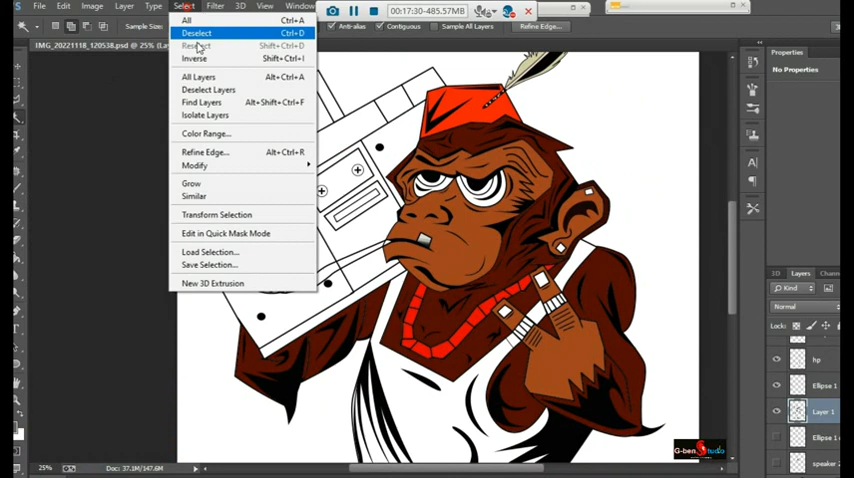 File Edit Image Layer Type Select Filter 3D View Window
00:17:30-485.57MB
Sample Size:
Anti-alias Contiguous Sample All Layers Refine Edge...
IMG_20221118_120538.psd @ 25% (La
All Ctrl+A
Deselect Ctrl+D
Reselect Shift+Ctrl+D
Inverse Shift+Ctrl+I
All Layers Alt+Ctrl+A
Deselect Layers
Find Layers Alt+Shift+Ctrl+F
Isolate Layers
Color Range...
Refine Edge... Alt+Ctrl+R
Modify
Grow
Similar
Transform Selection
Edit in Quick Mask Mode
Load Selection...
Save Selection...
New 3D Extrusion
Properties
No Properties
3D Layers Chann
Kind
Normal
Lock:
hp
Ellipse 1
Layer 1
Ellipse 1
speaker 2
G-ben Studio
25% Doc: 37.1M/147.6M